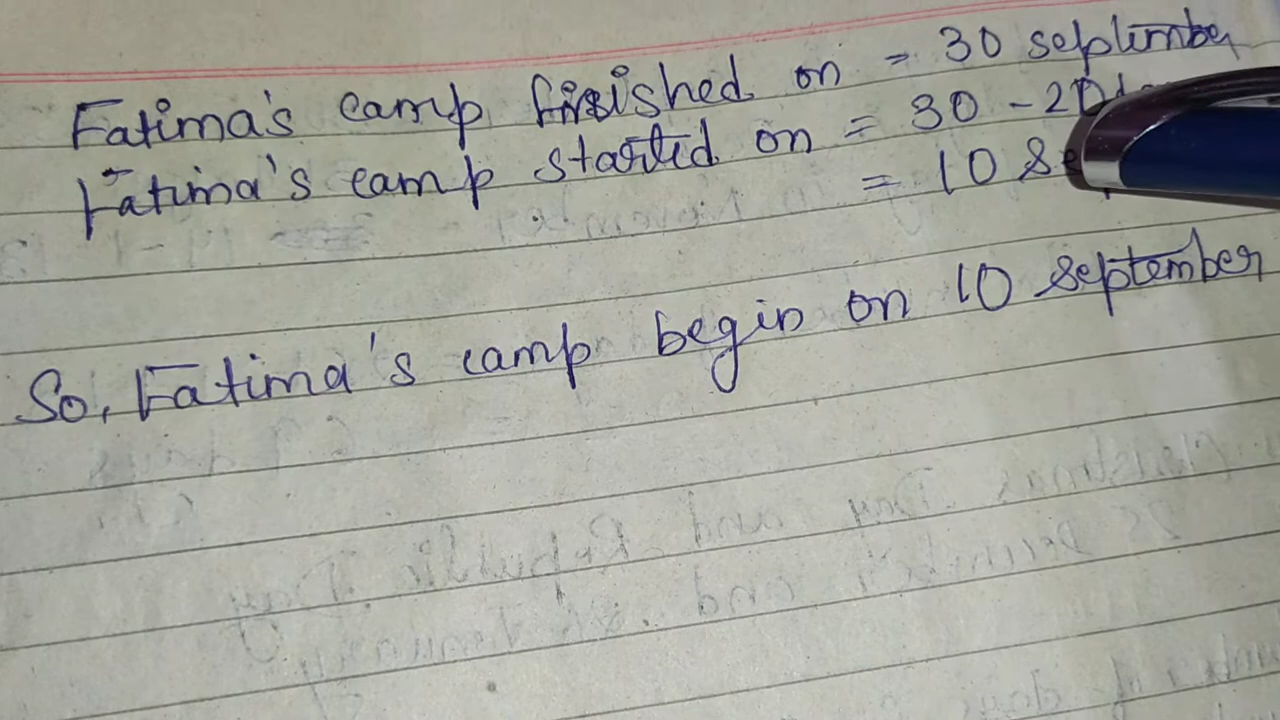 Fatima's camp finished on = 30 september
Fatima's camp started on = 30 - 20
= 10
So, Fatima's camp begin on 10 september